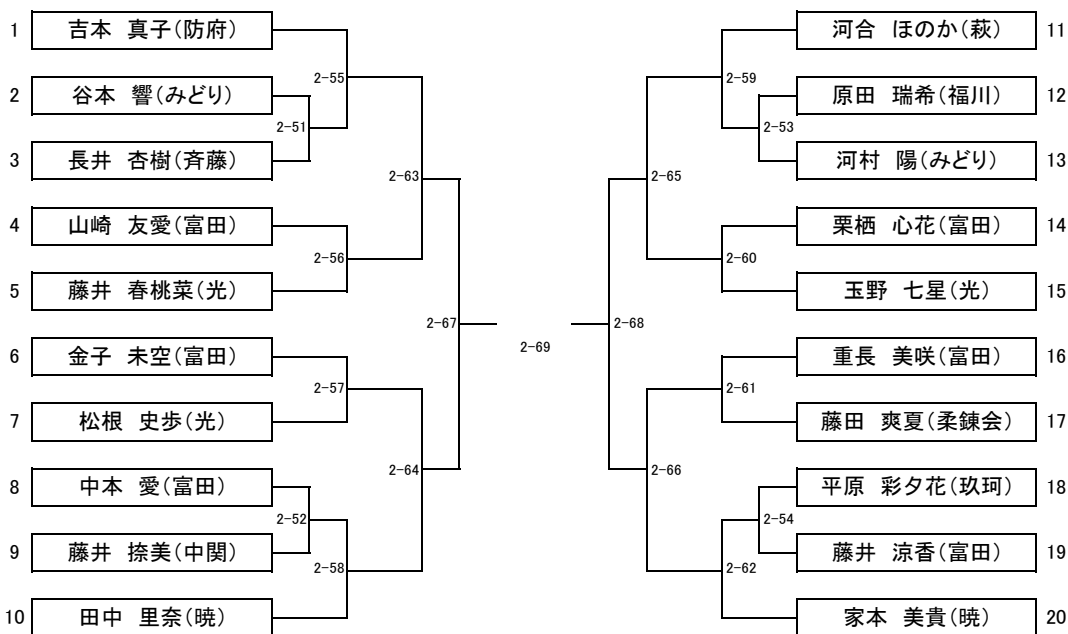 1 吉本 真子(防府)
2 谷本 響(みどり)
3 長井 杏樹(斉藤)
4 山崎 友愛(富田)
5 藤井 春桃菜(光)
6 金子 未空(富田)
7 松根 史歩(光)
8 中本 愛(富田)
9 藤井 捺美(中関)
10 田中 里奈(暁)
2-55
2-51
2-63
2-56
2-67
2-57
2-64
2-52
2-58
2-69
2-59
2-53
2-65
2-60
2-68
2-61
2-66
2-54
2-62
河合 ほのか(萩) 11
原田 瑞希(福川) 12
河村 陽(みどり) 13
栗栖 心花(富田) 14
玉野 七星(光) 15
重長 美咲(富田) 16
藤田 爽夏(柔錬会) 17
平原 彩夕花(玖珂) 18
藤井 涼香(富田) 19
家本 美貴(暁) 20